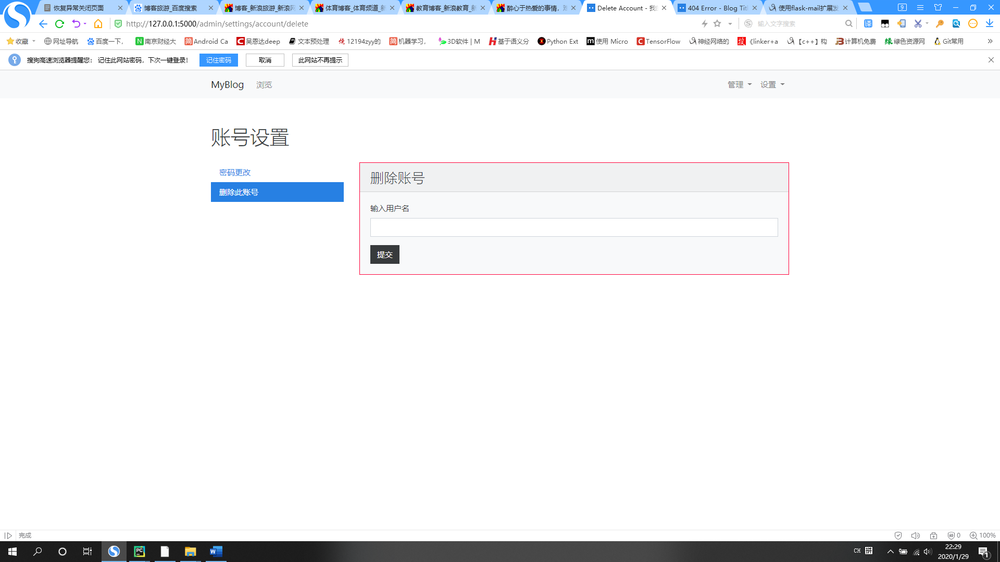 恢复异常关闭页面
博客旅游_百度搜索
博客_新浪旅游_新浪网
体育博客_体育频道_新
教育博客_新浪教育_新
醉心于热爱的事情，难
Delete Account - 我的
404 Error - Blog Titl
使用flask-mail扩展发
9
http://127.0.0.1:5000/admin/settings/account/delete
输入文字搜索
译
收藏
网址导航
百度一下，
南京财经大
Android Ca
吴恩达deep
文本预处理
12194zyy的
机器学习，
3D软件 | M
基于语义分
Python Ext
使用 Micro
TensorFlow
神经网络的
《linker+a
【c++】构
计算机免费
绿色资源网
Git常用
搜狗高速浏览器提醒您： 记住此网站密码，下次一键登录！
记住密码
取消
此网站不再提示
MyBlog
浏览
管理
设置
账号设置
密码更改
删除此账号
删除账号
输入用户名
提交
完成
0
100%
CH 拼
22:29
2020/1/29
1